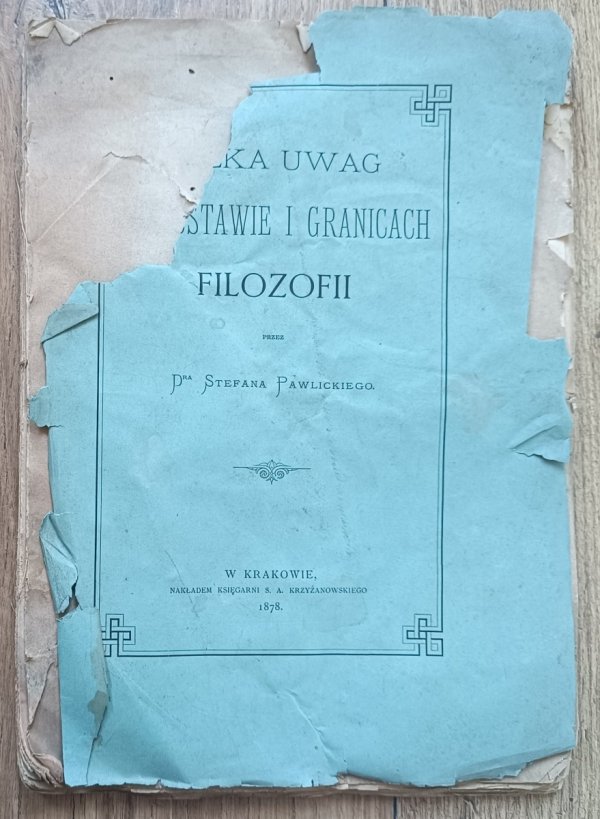 UWAG
I GRANICACH
FILOZOFII
PRZEZ
DRA STEFANA PAWLICKIEGO.
W KRAKOWIE,
NAKŁADEM KSIĘGARNI S. A. KRZYŻANOWSKIEGO
1878.